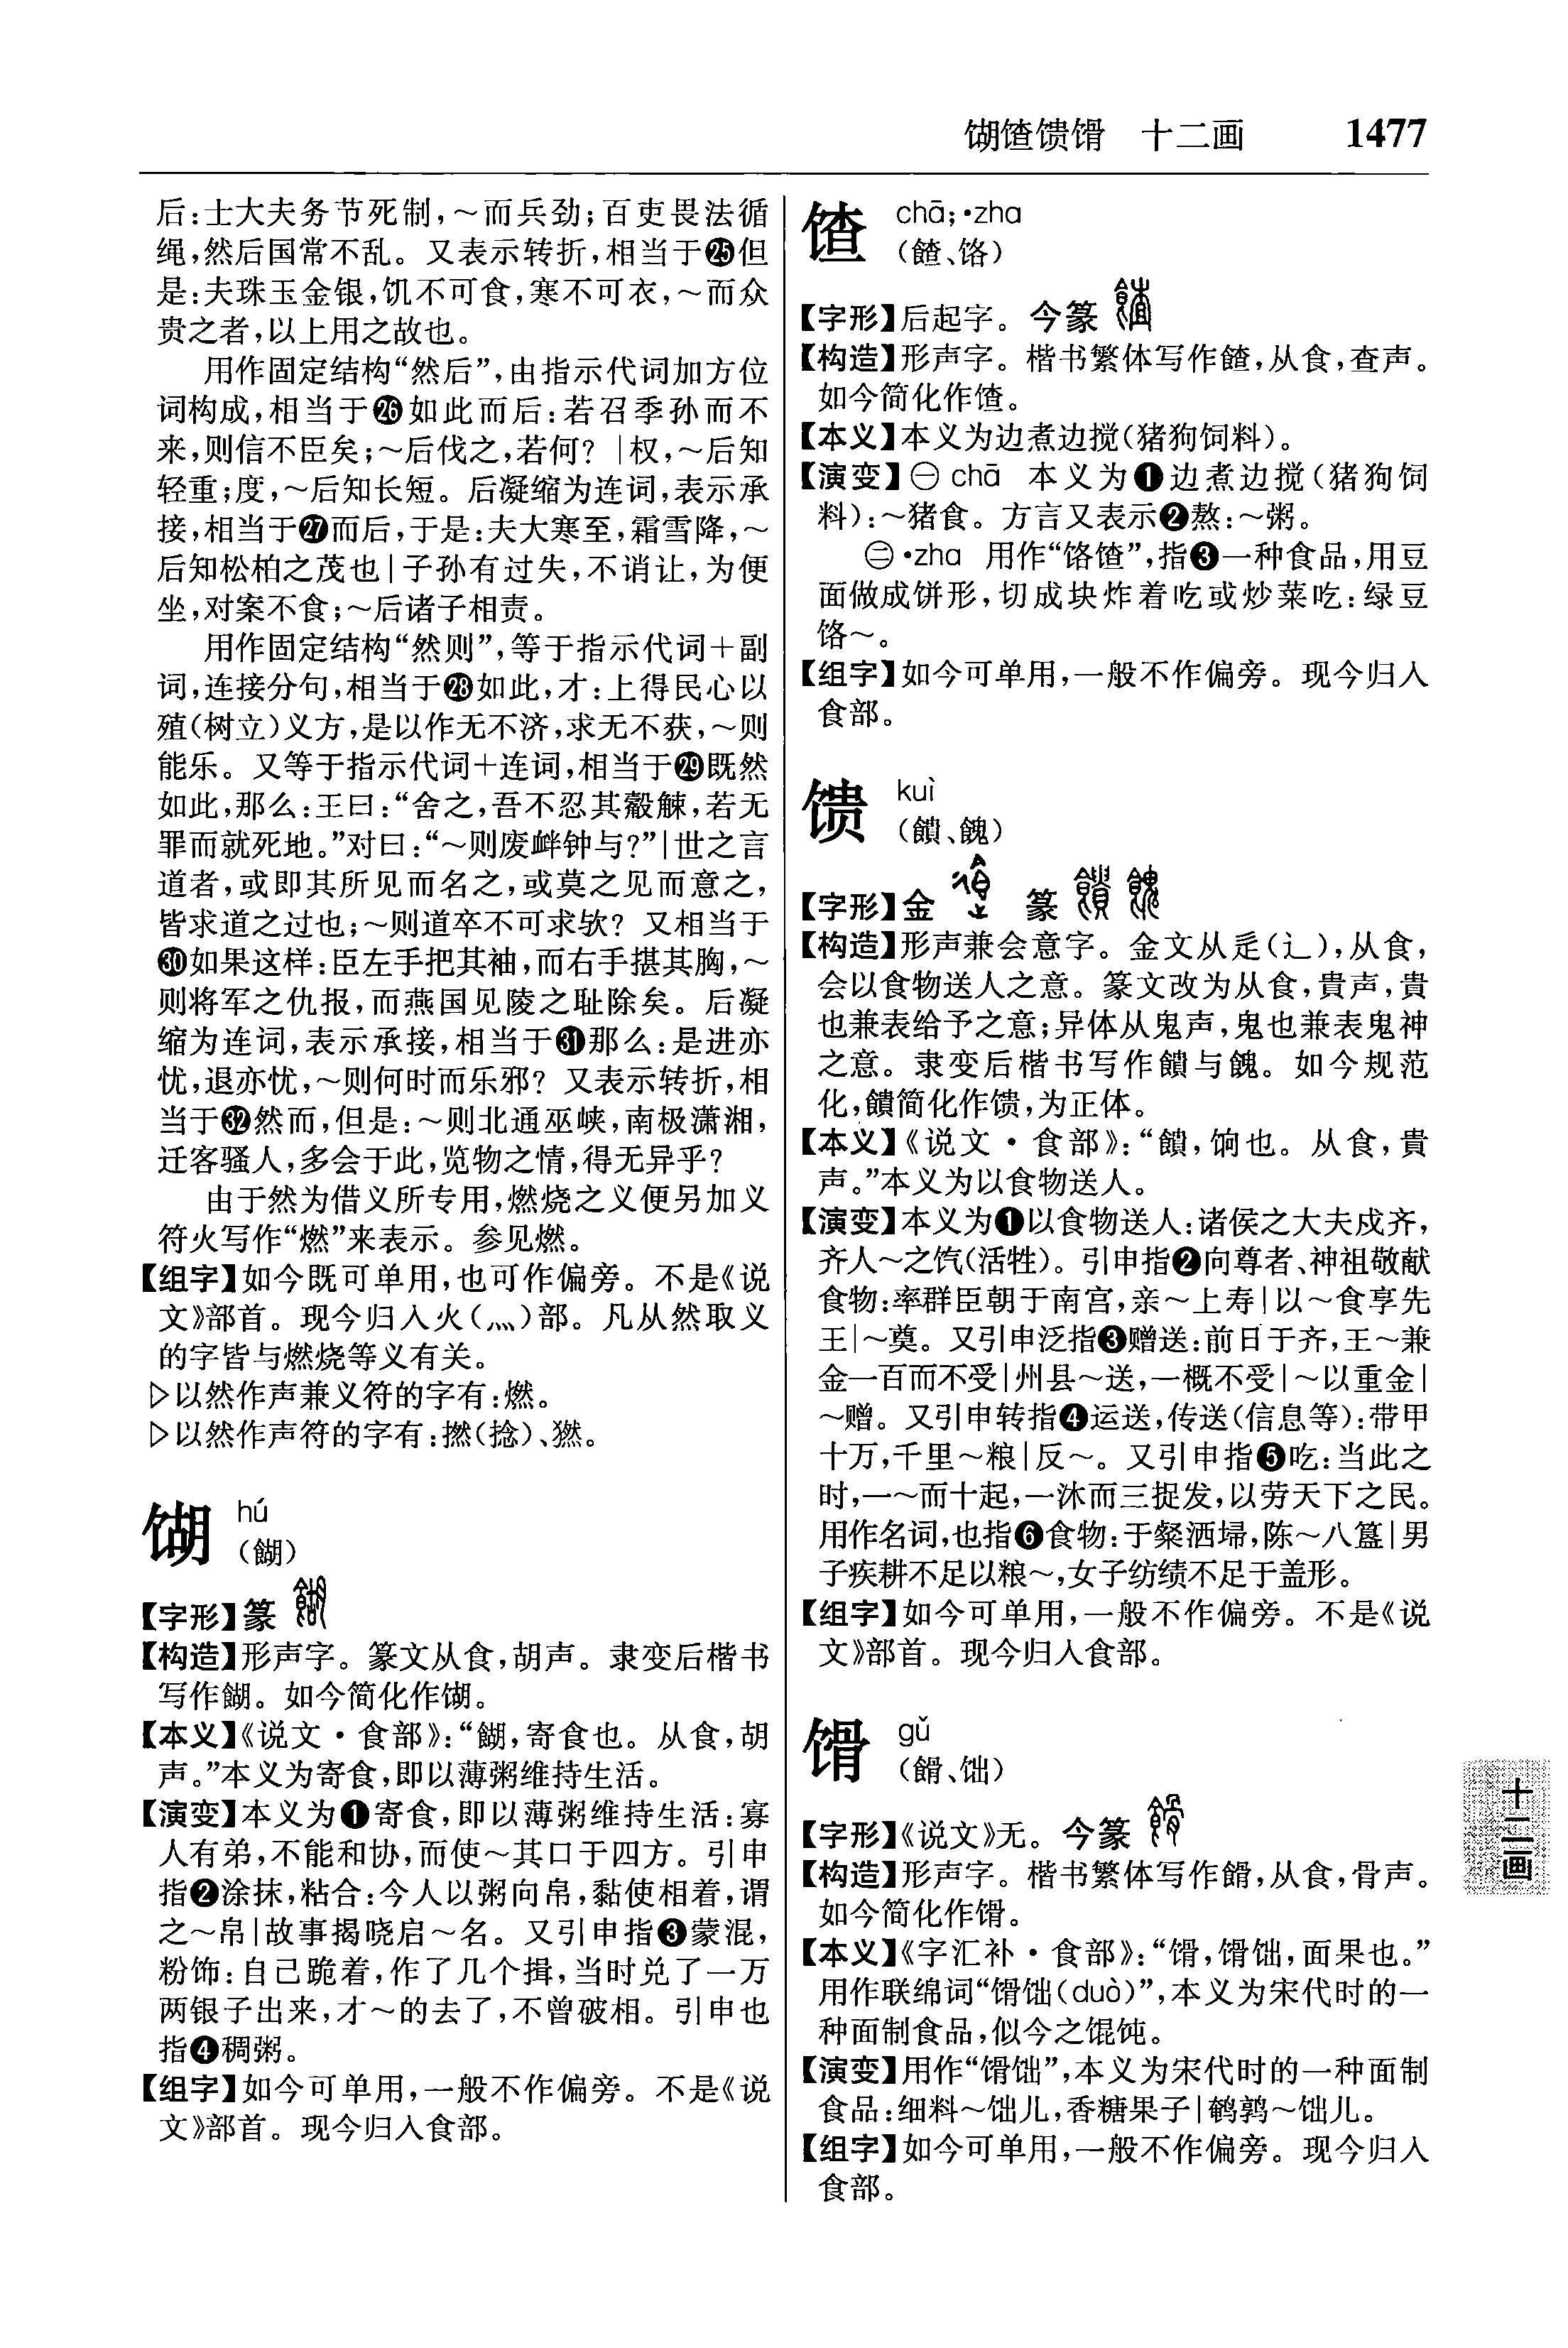 馇馇馈馉 十二画 1477
后:士大夫务节死制,～而兵劲;百吏畏法循
绳,然后国常不乱。又表示转折,相当于㉕但
是:夫珠玉金银,饥不可食,寒不可衣,～而众
贵之者,以上用之故也。
用作固定结构“然后”,由指示代词加方位
词构成,相当于㉖如此而后:若召季孙而不
来,则信不臣矣;～后伐之,若何?|权,～后知
轻重;度,～后知长短。后凝缩为连词,表示承
接,相当于㉗而后,于是:夫大寒至,霜雪降,～
后知松柏之茂也|子孙有过失,不诮让,为便
坐,对案不食;～后诸子相责。
用作固定结构“然则”,等于指示代词+副
词,连接分句,相当于㉘如此,才:上得民心以
殖(树立)义方,是以作无不济,求无不获,～则
能乐。又等于指示代词+连词,相当于㉙既然
如此,那么:王曰:“舍之,吾不忍其觳觫,若无
罪而就死地。”对曰:“～则废衅钟与?”|世之言
道者,或即其所见而名之,或莫之见而意之,
皆求道之过也;～则道卒不可求欤?又相当于
㉚如果这样:臣左手把其袖,而右手揕其胸,～
则将军之仇报,而燕国见陵之耻除矣。后凝
缩为连词,表示承接,相当于㉛那么:是进亦
忧,退亦忧,～则何时而乐邪?又表示转折,相
当于㉜然而,但是:～则北通巫峡,南极潇湘,
迁客骚人,多会于此,览物之情,得无异乎?
由于然为借义所专用,燃烧之义便另加义
符火写作“燃”来表示。参见燃。
【组字】如今既可单用,也可作偏旁。不是《说
文》部首。现今归入火(灬)部。凡从然取义
的字皆与燃烧等义有关。
▷以然作声兼义符的字有:燃。
▷以然作声符的字有:撚(捻)、㸐。
𫗫 hú
(餬)
【字形】篆
【构造】形声字。篆文从食,胡声。隶变后楷书
写作餬。如今简化作𫗫。
【本义】《说文·食部》:“餬,寄食也。从食,胡
声。”本义为寄食,即以薄粥维持生活。
【演变】本义为❶寄食,即以薄粥维持生活:寡
人有弟,不能和协,而使～其口于四方。引申
指❷涂抹,粘合:今人以粥向帛,黏使相着,谓
之～帛|故事揭晓启～名。又引申指❸蒙混,
粉饰:自己跪着,作了几个揖,当时兑了一万
两银子出来,才～的去了,不曾破相。引申也
指❹稠粥。
【组字】如今可单用,一般不作偏旁。不是《说
文》部首。现今归入食部。
馇 chā;·zha
(餷、饹)
【字形】后起字。今篆
【构造】形声字。楷书繁体写作餷,从食,查声。
如今简化作馇。
【本义】本义为边煮边搅(猪狗饲料)。
【演变】㊀chā 本义为❶边煮边搅(猪狗饲
料):～猪食。方言又表示❷熬:～粥。
㊁·zha 用作“饹馇”,指❸一种食品,用豆
面做成饼形,切成块炸着吃或炒菜吃:绿豆
饹～。
【组字】如今可单用,一般不作偏旁。现今归入
食部。
馈 kuì
(饋、餽)
【字形】金 篆
【构造】形声兼会意字。金文从辵(辶),从食,
会以食物送人之意。篆文改为从食,貴声,貴
也兼表给予之意;异体从鬼声,鬼也兼表鬼神
之意。隶变后楷书写作饋与餽。如今规范
化,饋简化作馈,为正体。
【本义】《说文·食部》:“饋,饷也。从食,貴
声。”本义为以食物送人。
【演变】本义为❶以食物送人:诸侯之大夫戍齐,
齐人～之饩(活牲)。引申指❷向尊者、神祖敬献
食物:率群臣朝于南宫,亲～上寿|以～食享先
王|～奠。又引申泛指❸赠送:前日于齐,王～兼
金一百而不受|州县～送,一概不受|～以重金|
～赠。又引申转指❹运送,传送(信息等):带甲
十万,千里～粮|反～。又引申指❺吃:当此之
时,一～而十起,一沐而三捉发,以劳天下之民。
用作名词,也指❻食物:于粲洒埽,陈～八簋|男
子疾耕不足以粮～,女子纺绩不足于盖形。
【组字】如今可单用,一般不作偏旁。不是《说
文》部首。现今归入食部。
馉 gǔ
(餶、饳)
【字形】《说文》无。今篆
【构造】形声字。楷书繁体写作餶,从食,骨声。
如今简化作馉。
【本义】《字汇补·食部》:“馉,馉饳,面果也。”
用作联绵词“馉饳(duò)”,本义为宋代时的一
种面制食品,似今之馄饨。
【演变】用作“馉饳”,本义为宋代时的一种面制
食品:细料～饳儿,香糖果子|鹌鹑～饳儿。
【组字】如今可单用,一般不作偏旁。现今归入
食部。
十二画